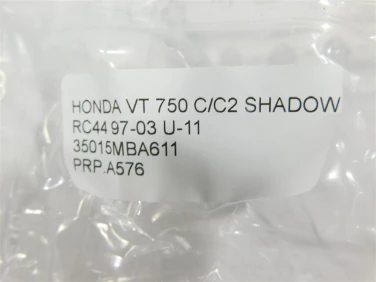 HONDA VT 750 C/C2 SHADOW
RC44 97-03 U-11
35015MBA611
PRP.A576